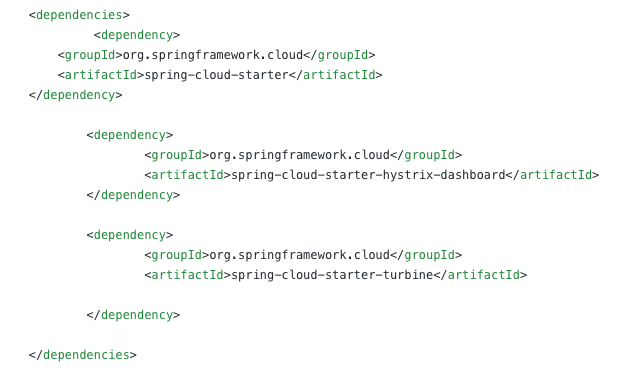 <dependencies>
<dependency>
<groupId>org.springframework.cloud</groupId>
<artifactId>spring-cloud-starter</artifactId>
</dependency>
<dependency>
<groupId>org.springframework.cloud</groupId>
<artifactId>spring-cloud-starter-hystrix-dashboard</artifactId>
</dependency>
<dependency>
<groupId>org.springframework.cloud</groupId>
<artifactId>spring-cloud-starter-turbine</artifactId>
</dependency>
</dependencies>